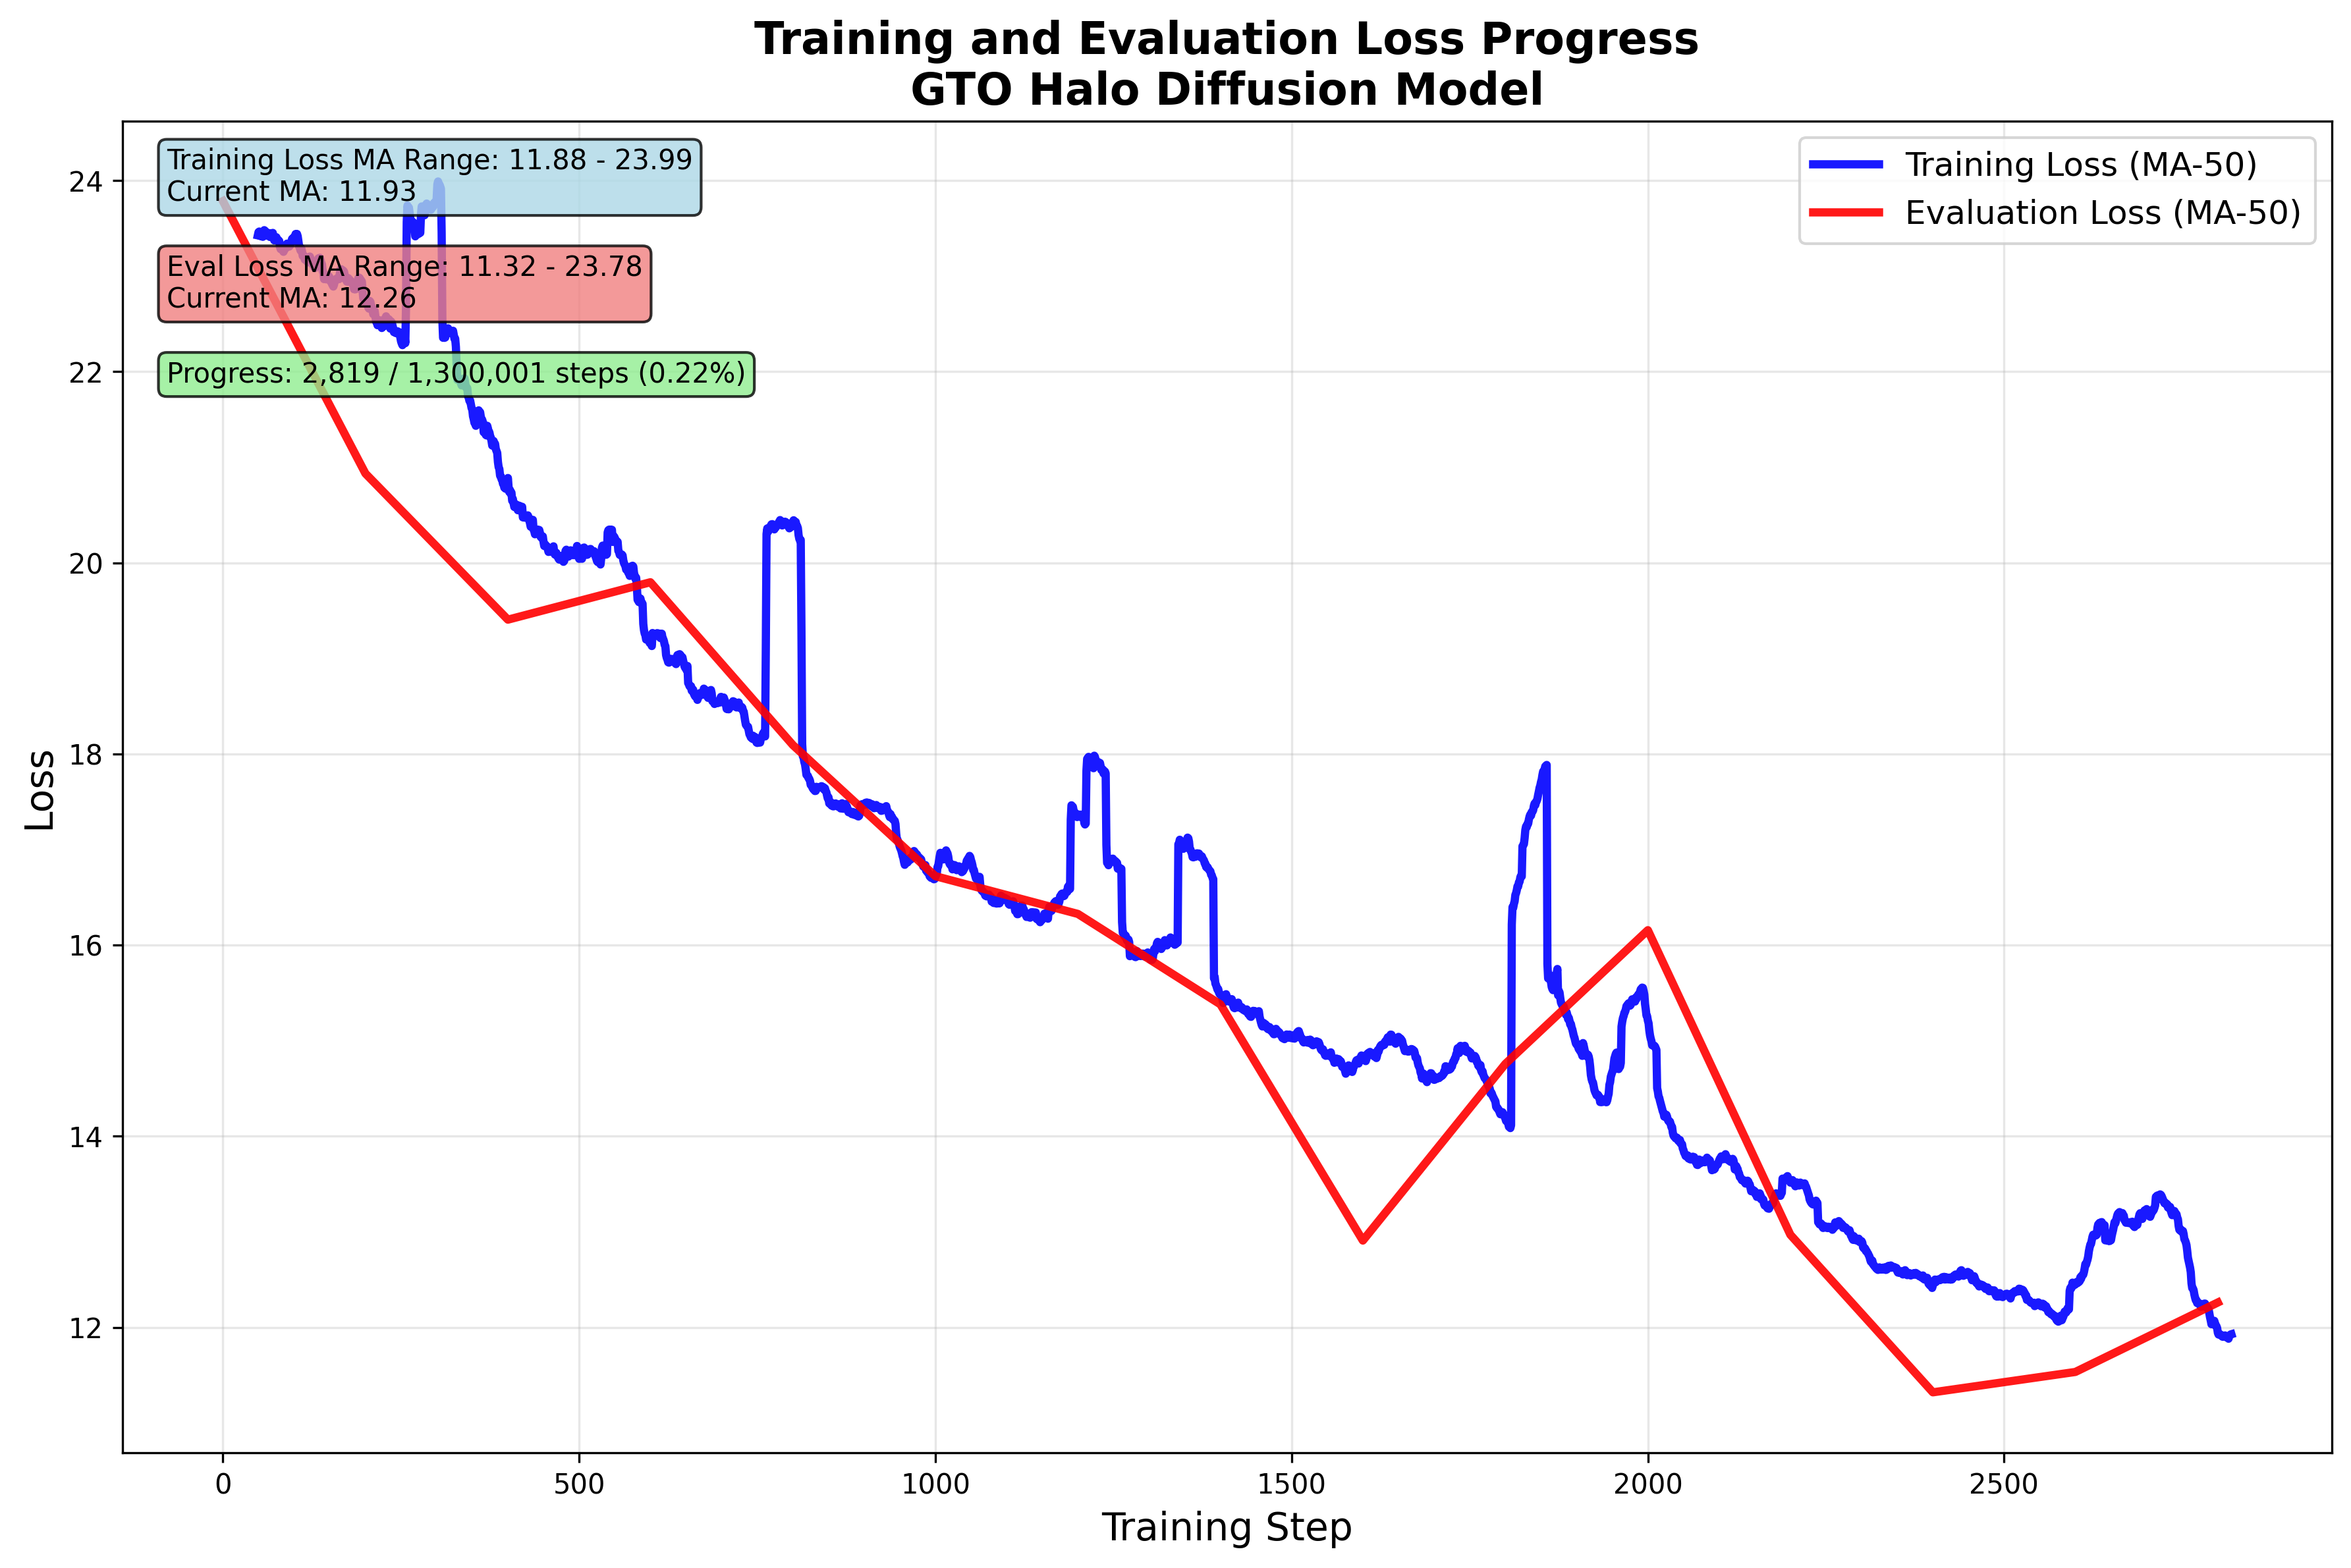 Training and Evaluation Loss Progress
GTO Halo Diffusion Model
Training Loss MA Range: 11.88 - 23.99
Current MA: 11.93
Eval Loss MA Range: 11.32 - 23.78
Current MA: 12.26
Progress: 2,819 / 1,300,001 steps (0.22%)
Training Loss (MA-50)
Evaluation Loss (MA-50)
Loss
24
22
20
18
16
14
12
0
500
1000
1500
2000
2500
Training Step